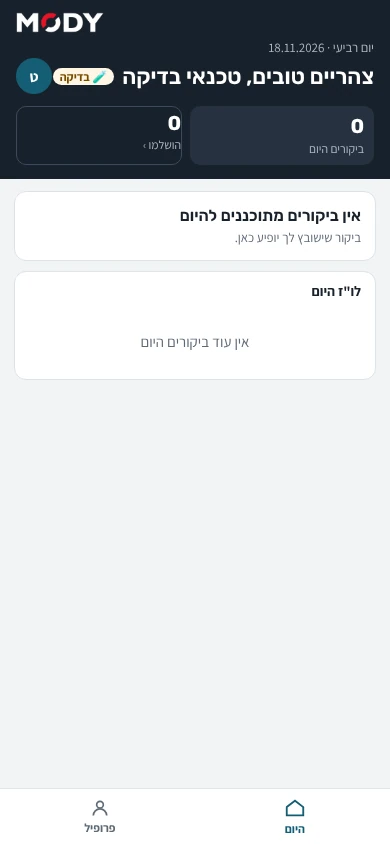 MODY
יום רביעי · 18.11.2026
צהריים טובים, טכנאי בדיקה
🧪 בדיקה
ט
0
ביקורים היום
0
הושלמו ›
אין ביקורים מתוכננים להיום
ביקור שישובץ לך יופיע כאן.
לו"ז היום
אין עוד ביקורים היום
היום
פרופיל